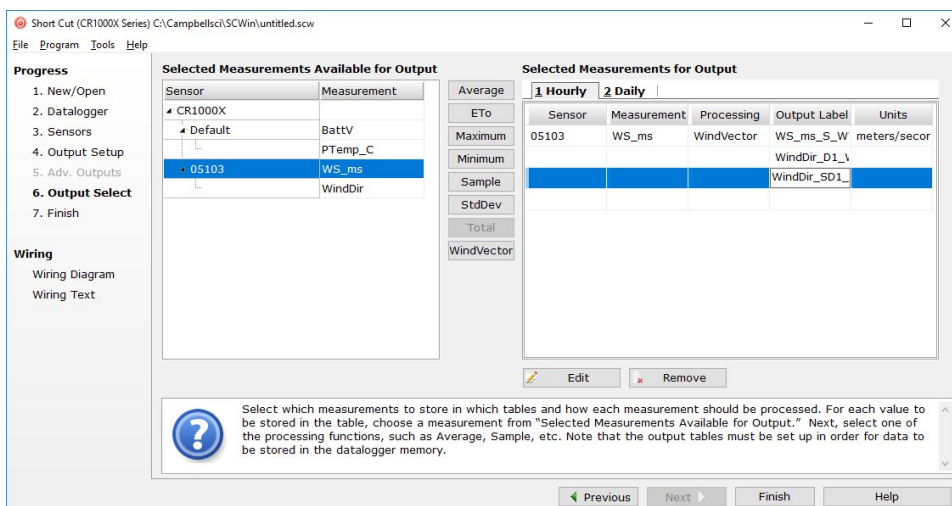 Short Cut (CR1000X Series) C:\Campbellsci\SCWin\untitled.scw
File Program Tools Help
Progress
1. New/Open
2. Datalogger
3. Sensors
4. Output Setup
5. Adv. Outputs
6. Output Select
7. Finish
Wiring
Wiring Diagram
Wiring Text
Selected Measurements Available for Output
Sensor Measurement
CR1000X
Default BattV
PTemp_C
05103 WS_ms
WindDir
Average
ETo
Maximum
Minimum
Sample
StdDev
Total
WindVector
Selected Measurements for Output
1 Hourly 2 Daily
Sensor Measurement Processing Output Label Units
05103 WS_ms WindVector WS_ms_S_W meters/secor
WindDir_D1_
WindDir_SD1_
Edit Remove
Select which measurements to store in which tables and how each measurement should be processed. For each value to
be stored in the table, choose a measurement from “Selected Measurements Available for Output.” Next, select one of
the processing functions, such as Average, Sample, etc. Note that the output tables must be set up in order for data to
be stored in the datalogger memory.
Previous Next Finish Help